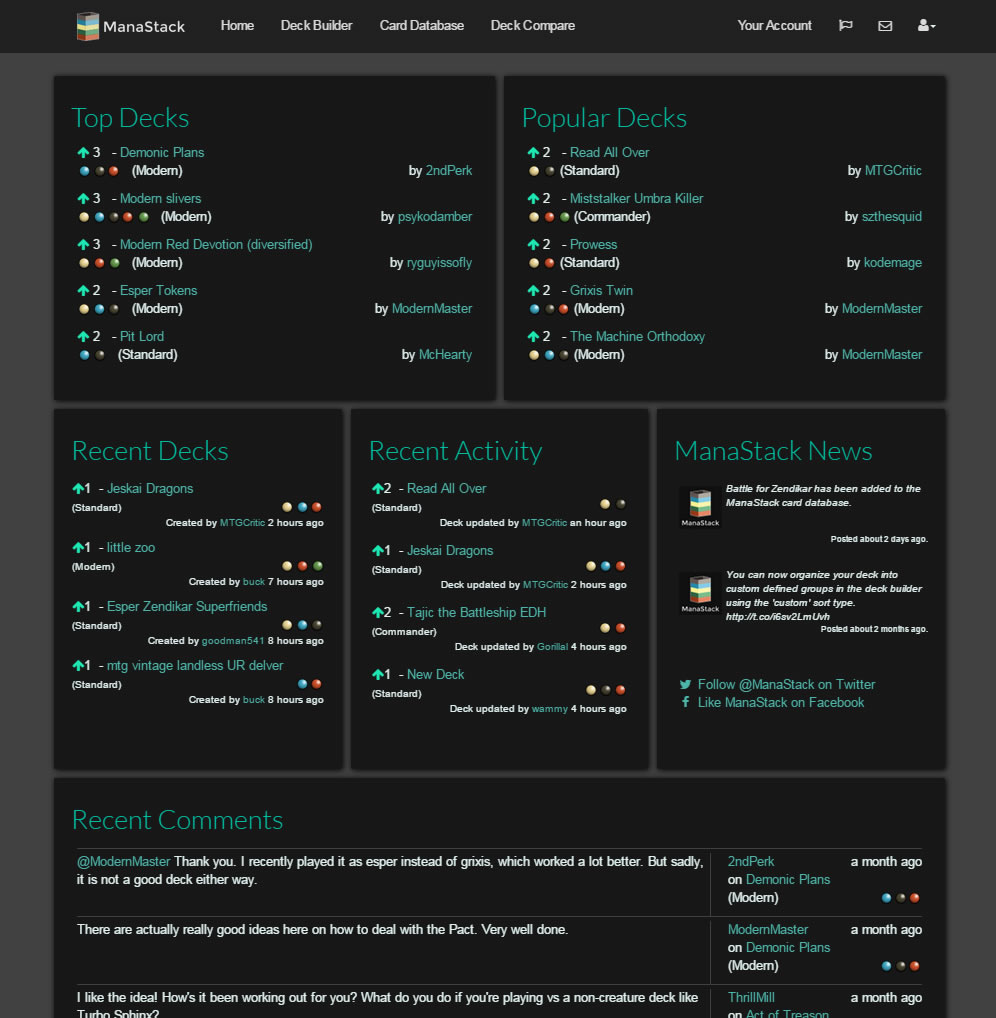 ManaStack Home Deck Builder Card Database Deck Compare Your Account
Top Decks
3 - Demonic Plans
(Modern) by 2ndPerk
3 - Modern slivers
(Modern) by psykodamber
3 - Modern Red Devotion (diversified)
(Modern) by ryguyissofly
2 - Esper Tokens
(Modern) by ModernMaster
2 - Pit Lord
(Standard) by McHearty
Popular Decks
2 - Read All Over
(Standard) by MTGCritic
2 - Miststalker Umbra Killer
(Commander) by szthesquid
2 - Prowess
(Standard) by kodemage
2 - Grixis Twin
(Modern) by ModernMaster
2 - The Machine Orthodoxy
(Modern) by ModernMaster
Recent Decks
1 - Jeskai Dragons
(Standard)
Created by MTGCritic 2 hours ago
1 - little zoo
(Modern)
Created by buck 7 hours ago
1 - Esper Zendikar Superfriends
(Standard)
Created by goodman541 8 hours ago
1 - mtg vintage landless UR delver
(Standard)
Created by buck 8 hours ago
Recent Activity
2 - Read All Over
(Standard)
Deck updated by MTGCritic an hour ago
1 - Jeskai Dragons
(Standard)
Deck updated by MTGCritic 2 hours ago
2 - Tajic the Battleship EDH
(Commander)
Deck updated by Gorillal 4 hours ago
1 - New Deck
(Standard)
Deck updated by wammy 4 hours ago
ManaStack News
Battle for Zendikar has been added to the
ManaStack card database.
ManaStack
Posted about 2 days ago.
You can now organize your deck into
custom defined groups in the deck builder
using the 'custom' sort type.
ManaStack
http://t.co/i6sv2LmUvh
Posted about 2 months ago.
Follow @ManaStack on Twitter
Like ManaStack on Facebook
Recent Comments
@ModernMaster Thank you. I recently played it as esper instead of grixis, which worked a lot better. But sadly,
it is not a good deck either way.
2ndPerk a month ago
on Demonic Plans
(Modern)
There are actually really good ideas here on how to deal with the Pact. Very well done.
ModernMaster a month ago
on Demonic Plans
(Modern)
I like the idea! How's it been working out for you? What do you do if you're playing vs a non-creature deck like
Turbo Sphinx?
ThrillMill a month ago
on Act of Treason